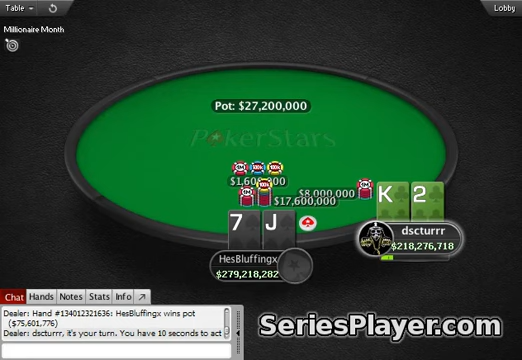 Table
Lobby
Millionaire Month
Pot: $27,200,000
PokerStars
$1,600,000
$8,000,000
$17,600,000
K 2
7 J
dscturrr
$218,276,718
HesBluffingx
$279,218,282
Chat Hands Notes Stats Info
Dealer: Hand #134012321636: HesBluffingx wins pot
($75,601,776)
Dealer: dscturrr, it's your turn. You have 10 seconds to act
SeriesPlayer.com